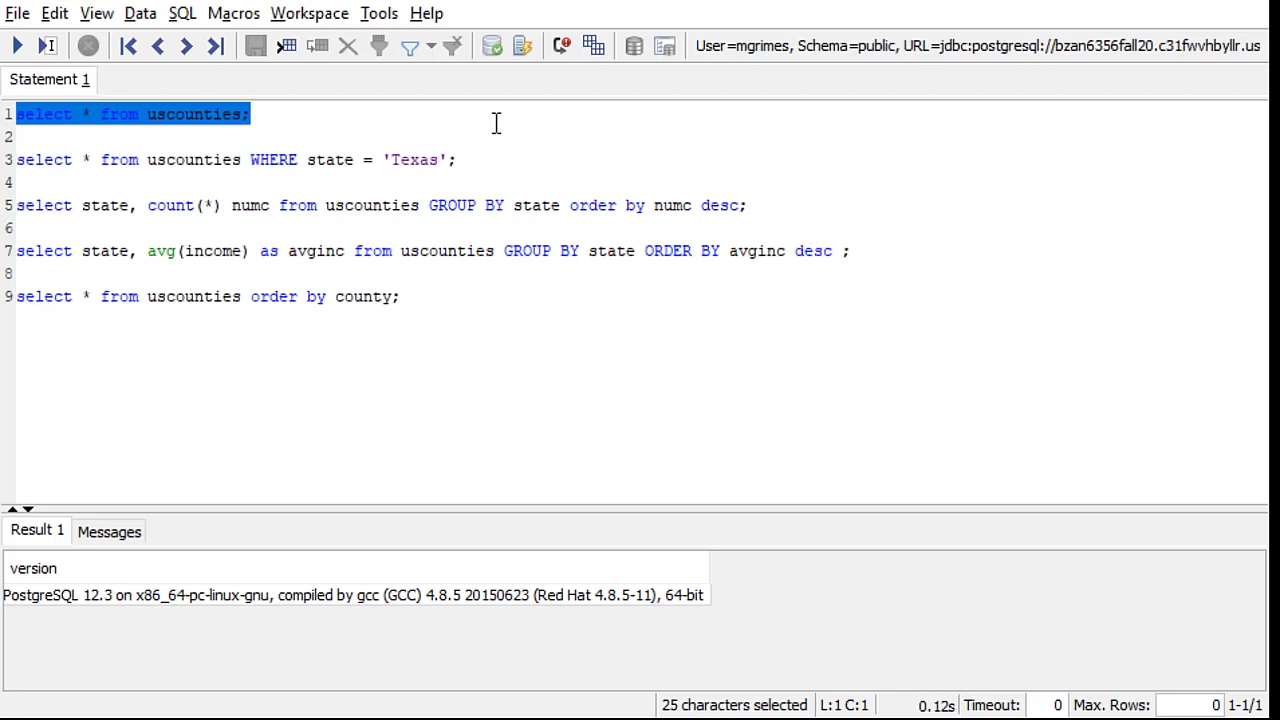 File Edit View Data SQL Macros Workspace Tools Help
User=mgrimes, Schema=public, URL=jdbc:postgresql://bzan6356fall20.c31fwvhbyllr.us
Statement 1
1 select * from uscounties;
2
3 select * from uscounties WHERE state = 'Texas';
4
5 select state, count(*) numc from uscounties GROUP BY state order by numc desc;
6
7 select state, avg(income) as avginc from uscounties GROUP BY state ORDER BY avginc desc ;
8
9 select * from uscounties order by county;
Result 1 Messages
version
PostgreSQL 12.3 on x86_64-pc-linux-gnu, compiled by gcc (GCC) 4.8.5 20150623 (Red Hat 4.8.5-11), 64-bit
25 characters selected L:1 C:1 0.12s Timeout: 0 Max. Rows: 0 1-1/1